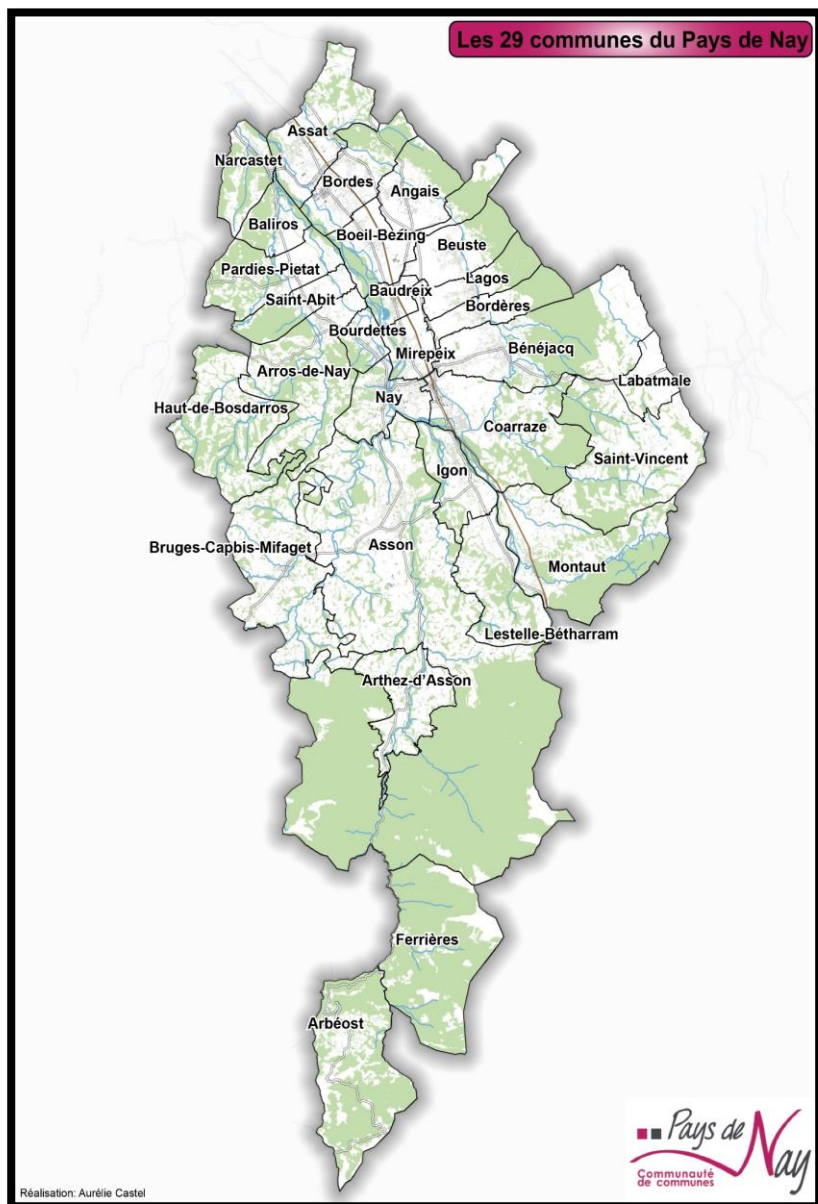 Les 29 communes du Pays de Nay
Assat
Narcastet
Bordes
Angais
Baliros
Boeil-Bezing
Beuste
Pardies-Pietat
Lagos
Saint-Abit
Baudreix
Bordères
Bourdettes
Mirepeix
Bénéjacq
Arros-de-Nay
Labatmale
Nay
Haut-de-Bosdarros
Coarraze
Saint-Vincent
Igon
Asson
Bruges-Capbis-Mifaget
Montaut
Lestelle-Bétharram
Arthez-d'Asson
Ferrières
Arbéost
Pays de Nay
Communauté
de communes
Réalisation: Aurélie Castel